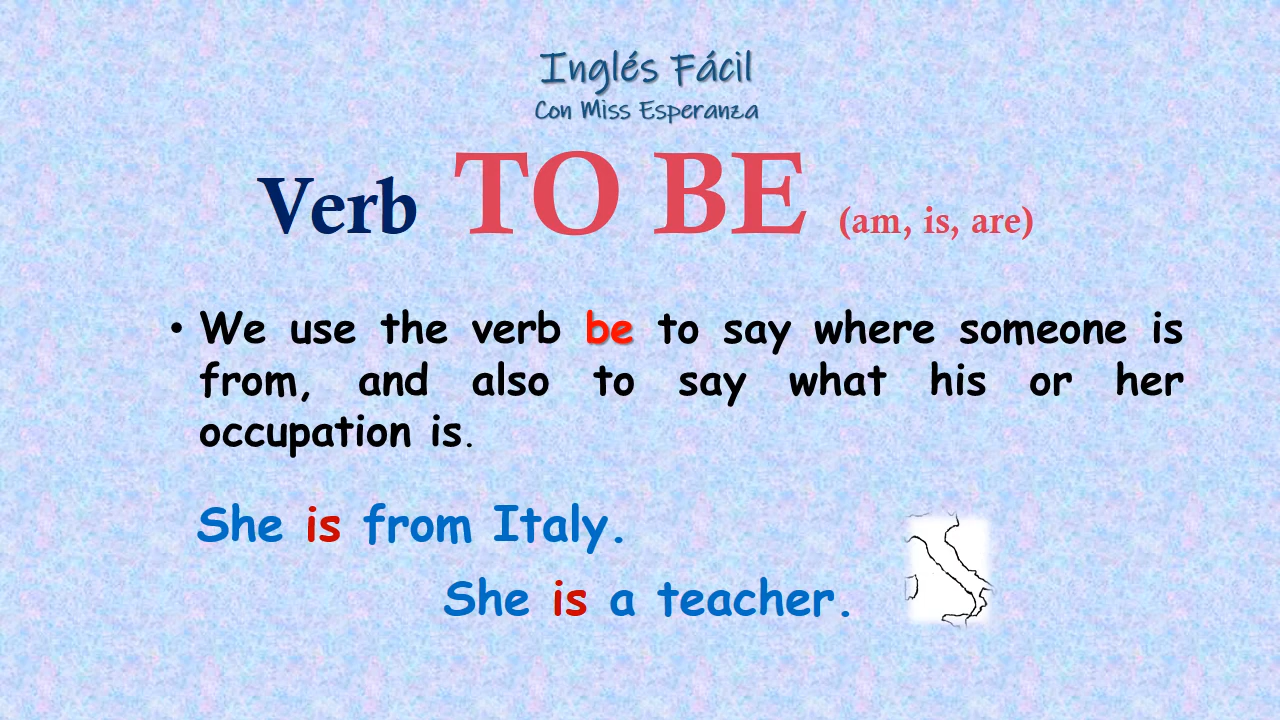 Inglés Fácil
Con Miss Esperanza
Verb TO BE (am, is, are)
• We use the verb be to say where someone is
from, and also to say what his or her
occupation is.
She is from Italy.
She is a teacher.